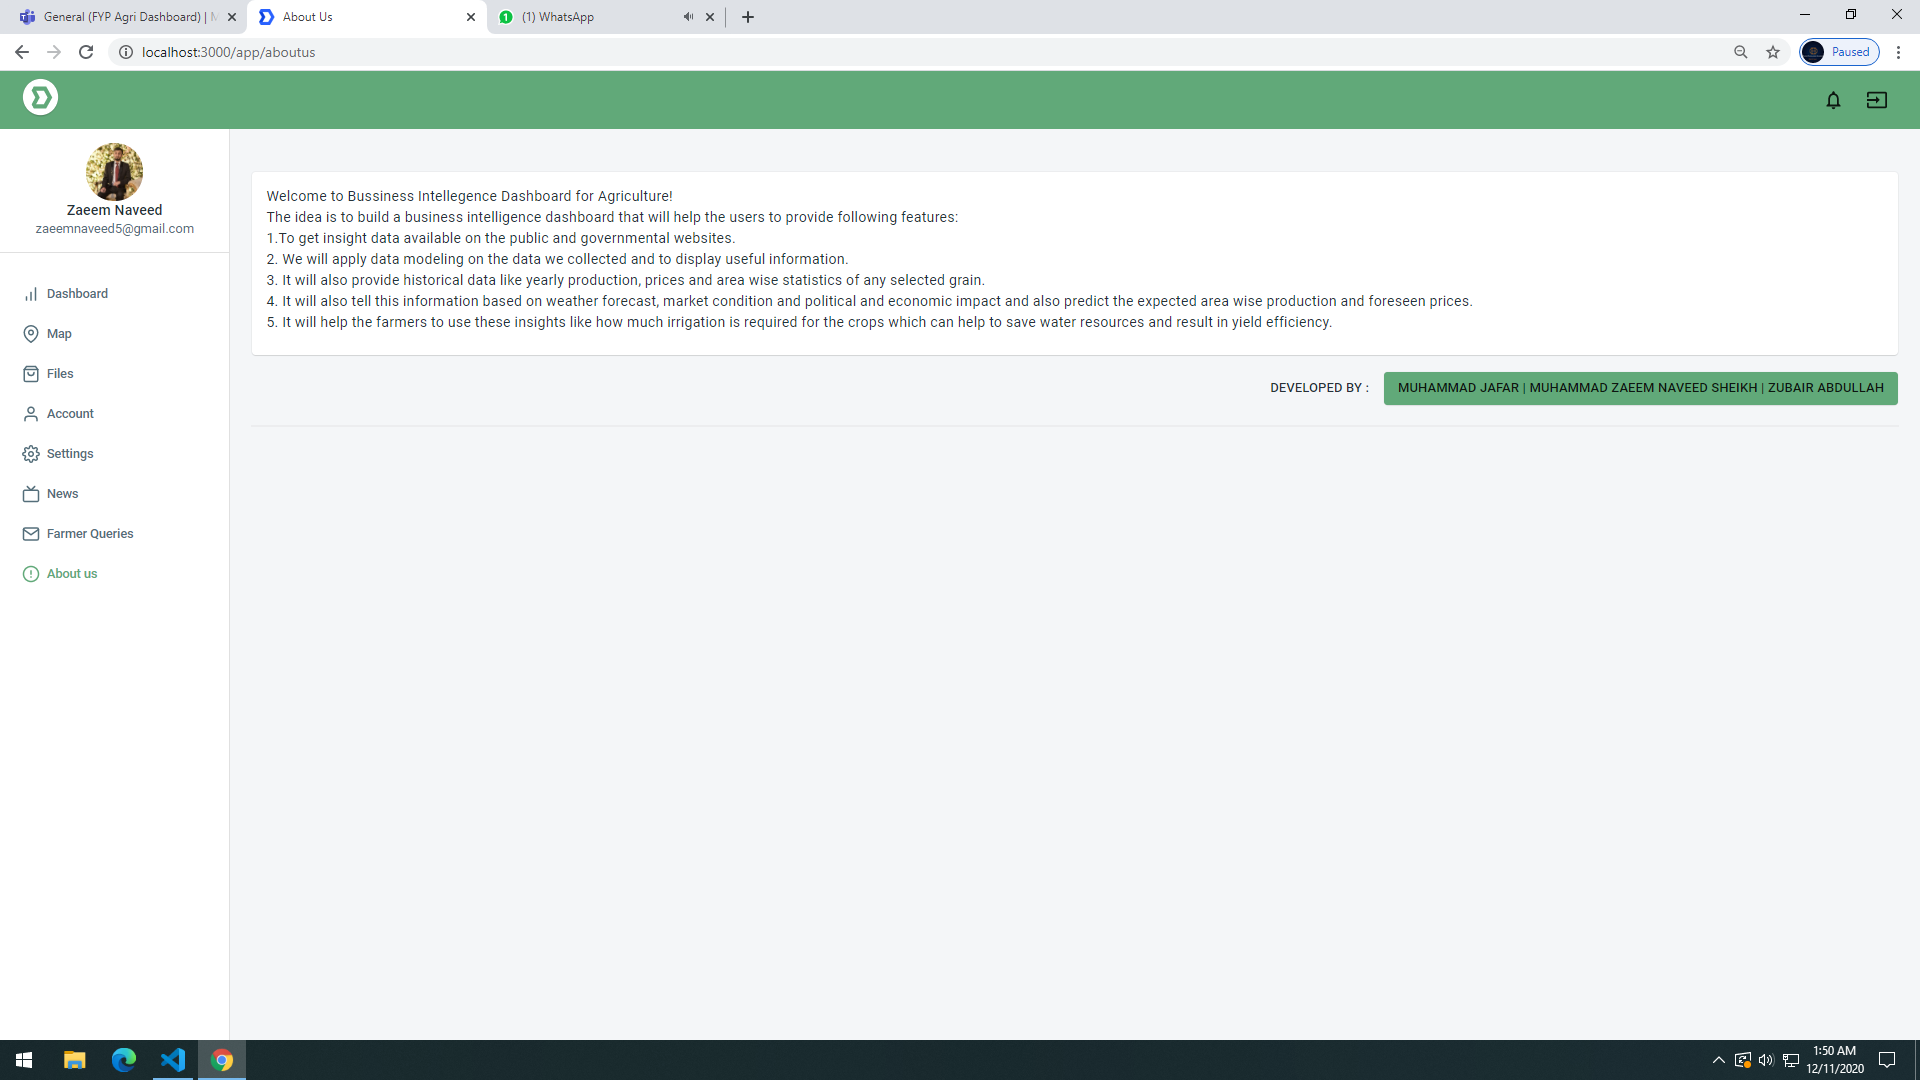 General (FYP Agri Dashboard) |
About Us
(1) WhatsApp
localhost:3000/app/aboutus
Paused
Zaeem Naveed
zaeemnaveed5@gmail.com
Dashboard
Map
Files
Account
Settings
News
Farmer Queries
About us
Welcome to Bussiness Intellegence Dashboard for Agriculture!
The idea is to build a business intelligence dashboard that will help the users to provide following features:
1.To get insight data available on the public and governmental websites.
2. We will apply data modeling on the data we collected and to display useful information.
3. It will also provide historical data like yearly production, prices and area wise statistics of any selected grain.
4. It will also tell this information based on weather forecast, market condition and political and economic impact and also predict the expected area wise production and foreseen prices.
5. It will help the farmers to use these insights like how much irrigation is required for the crops which can help to save water resources and result in yield efficiency.
DEVELOPED BY : MUHAMMAD JAFAR | MUHAMMAD ZAEEM NAVEED SHEIKH | ZUBAIR ABDULLAH
1:50 AM
12/11/2020